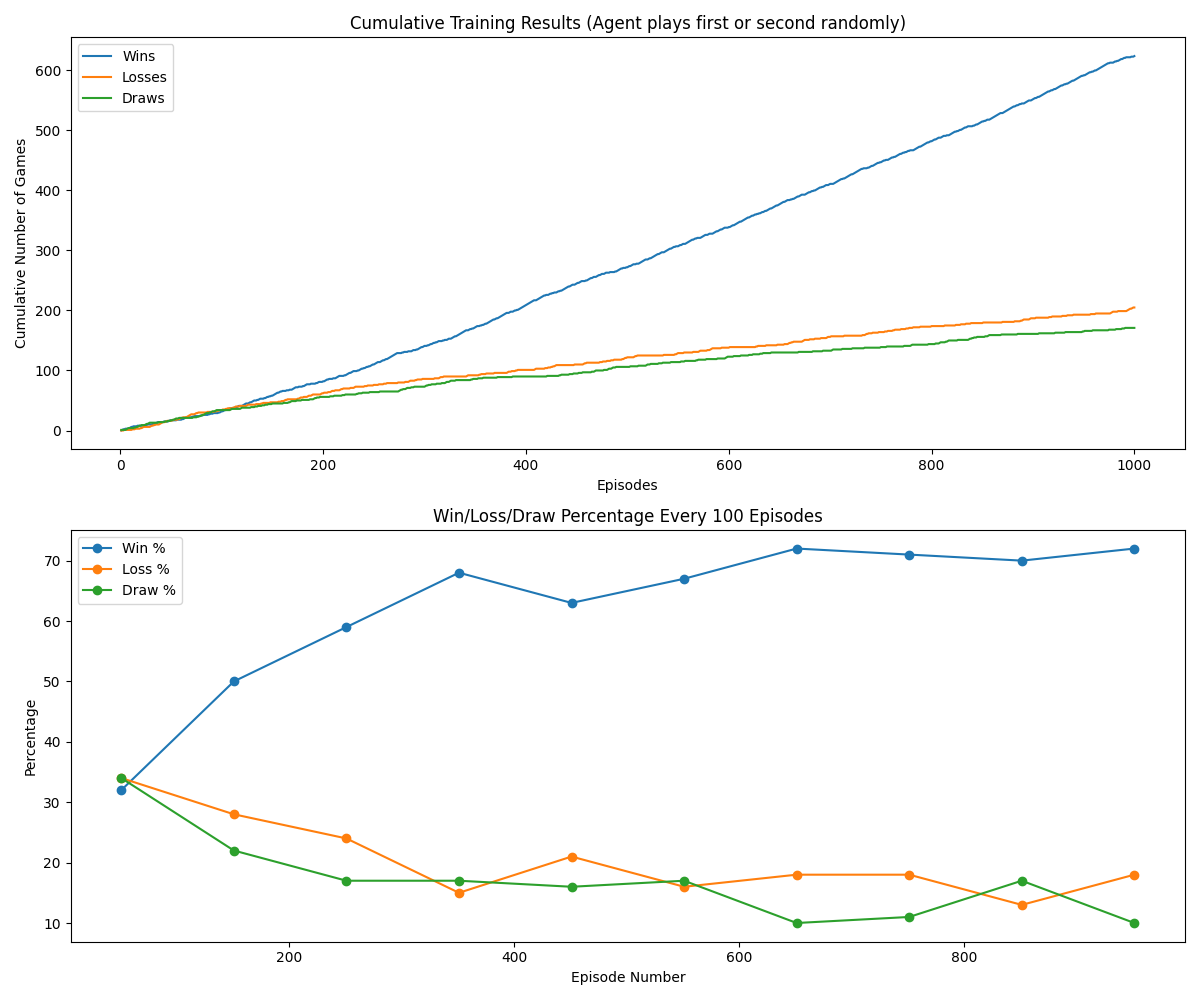 Cumulative Training Results (Agent plays first or second randomly)
Wins
Losses
Draws
Cumulative Number of Games
600
500
400
300
200
100
0
0 200 400 600 800 1000
Episodes
Win/Loss/Draw Percentage Every 100 Episodes
Win %
Loss %
Draw %
Percentage
70
60
50
40
30
20
10
200 400 600 800
Episode Number